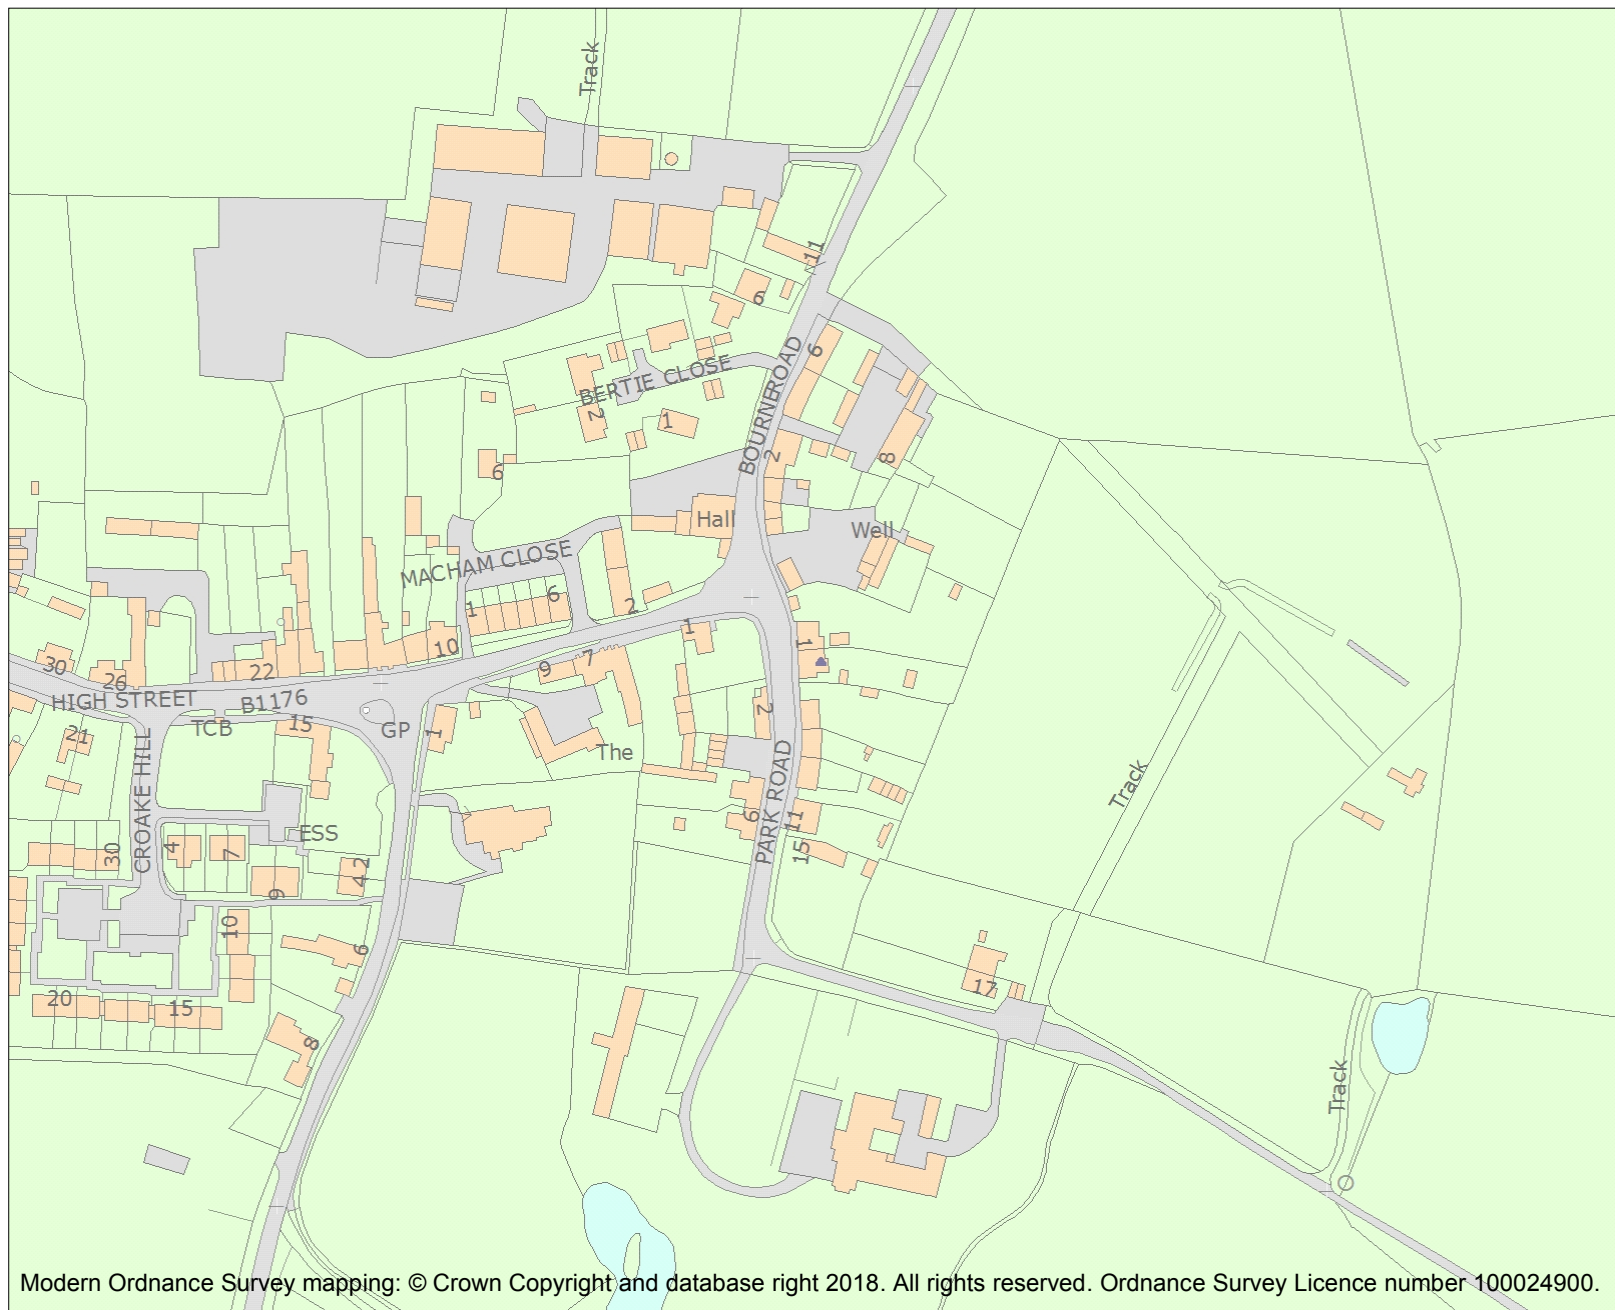 Track
11
6
BOURNE ROAD
6
BERTIE CLOSE
2
1
2
8
6
Hall
Well
MACHAM CLOSE
1
6
2
10
1
1
9
7
30
26
22
HIGH STREET
B1176
TCB
15
GP
1
21
The
2
CROAKE HILL
PARK ROAD
Track
6
11
15
ESS
30
4
7
2
4
9
10
6
17
20
15
8
Track
Modern Ordnance Survey mapping: © Crown Copyright and database right 2018. All rights reserved. Ordnance Survey Licence number 100024900.